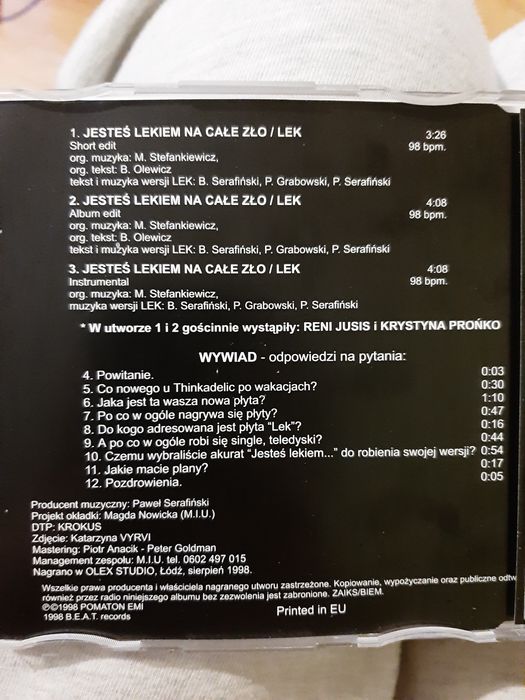 1. JESTEŚ LEKIEM NA CAŁE ZŁO / LEK 3:26
Short edit 98 bpm.
org. muzyka: M. Stefankiewicz,
org. tekst: B. Olewicz
tekst i muzyka wersji LEK: B. Serafiński, P. Grabowski, P. Serafiński
2. JESTEŚ LEKIEM NA CAŁE ZŁO / LEK 4:08
Album edit 98 bpm.
org. muzyka: M. Stefankiewicz,
org. tekst: B. Olewicz
tekst i muzyka wersji LEK: B. Serafiński, P. Grabowski, P. Serafiński
3. JESTEŚ LEKIEM NA CAŁE ZŁO / LEK 4:08
Instrumental 98 bpm.
org. muzyka: M. Stefankiewicz,
muzyka wersji LEK: B. Serafiński, P. Grabowski, P. Serafiński
* W utworze 1 i 2 gościnnie wystąpiły: RENI JUSIS i KRYSTYNA PROŃKO
WYWIAD - odpowiedzi na pytania:
4. Powitanie. 0:03
5. Co nowego u Thinkadelic po wakacjach? 0:30
6. Jaka jest ta wasza nowa płyta? 1:10
7. Po co w ogóle nagrywa się płyty? 0:47
8. Do kogo adresowana jest płyta "Lek"? 0:16
9. A po co w ogóle robi się single, teledyski? 0:44
10. Czemu wybraliście akurat "Jesteś lekiem..." do robienia swojej wersji? 0:54
11. Jakie macie plany? 0:17
12. Pozdrowienia. 0:05
Producent muzyczny: Paweł Serafiński
Projekt okładki: Magda Nowicka (M.I.U.)
DTP: KROKUS
Zdjęcie: Katarzyna VYRVI
Mastering: Piotr Anacik - Peter Goldman
Management zespołu: M.I.U. tel. 0602 497 015
Nagrano w OLEX STUDIO, Łódź, sierpień 1998.
Wszelkie prawa producenta i właściciela nagranego utworu zastrzeżone. Kopiowanie, wypożyczanie oraz publiczne odtw
również przez radio niniejszego albumu bez zezwolenia jest zabronione. ZAIKS/BIEM.
℗©1998 POMATON EMI
1998 B.E.A.T. records Printed in EU